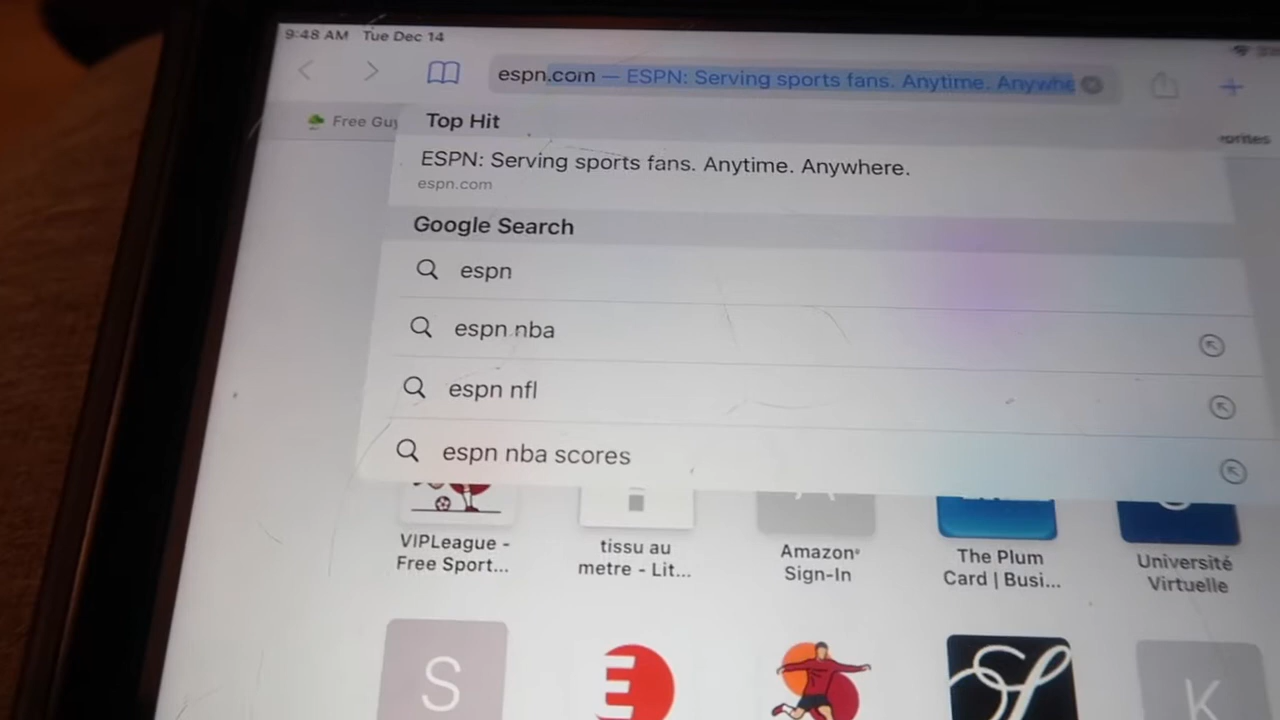 9:48 AM Tue Dec 14
espn.com — ESPN: Serving sports fans. Anytime. Anywhe
Free Guy
Top Hit
orites
ESPN: Serving sports fans. Anytime. Anywhere.
espn.com
Google Search
espn
espn nba
espn nfl
espn nba scores
VIPLeague -
Free Sport...
tissu au
metre - Lit...
Amazon®
Sign-In
The Plum
Card | Busi...
Université
Virtuelle
S
E
K